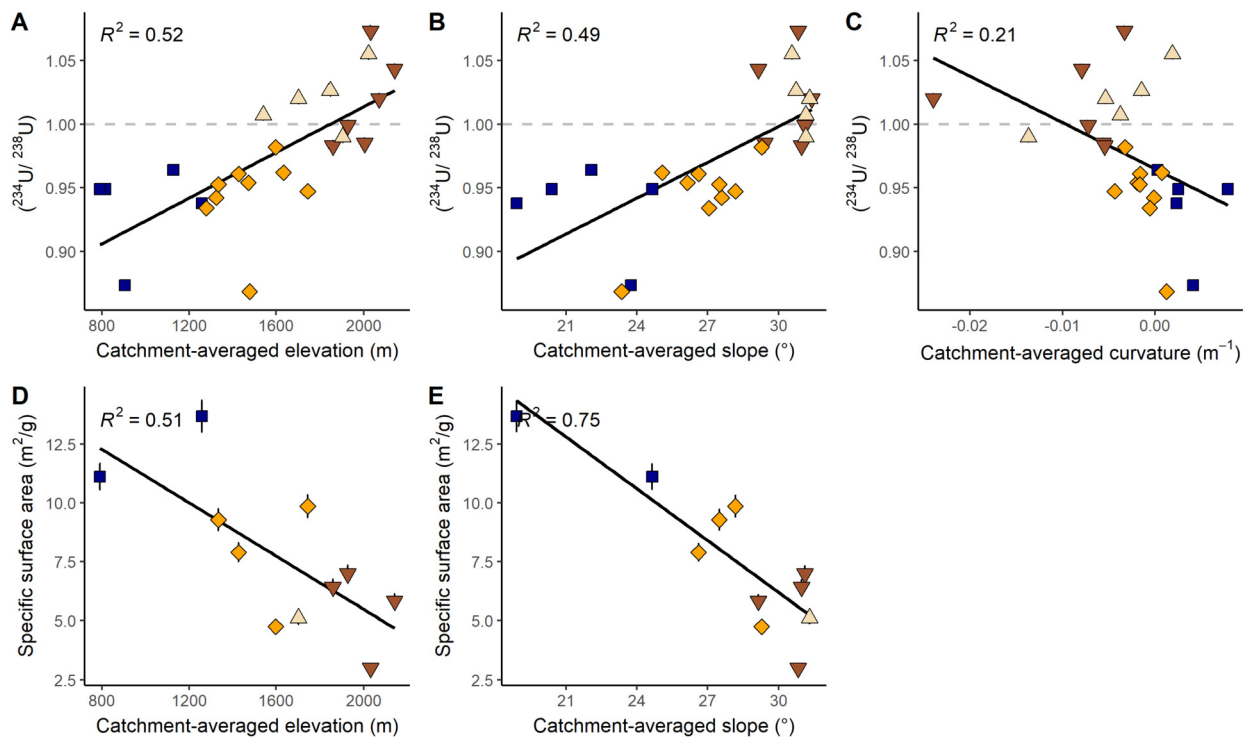 A
R² = 0.52
(²³⁴U/ ²³⁸U)
1.05
1.00
0.95
0.90
800 1200 1600 2000
Catchment-averaged elevation (m)
B
R² = 0.49
(²³⁴U/ ²³⁸U)
1.05
1.00
0.95
0.90
21 24 27 30
Catchment-averaged slope (°)
C
R² = 0.21
(²³⁴U/ ²³⁸U)
1.05
1.00
0.95
0.90
-0.02 -0.01 0.00
Catchment-averaged curvature (m⁻¹)
D
R² = 0.51
Specific surface area (m²/g)
12.5
10.0
7.5
5.0
2.5
800 1200 1600 2000
Catchment-averaged elevation (m)
E
R² = 0.75
Specific surface area (m²/g)
12.5
10.0
7.5
5.0
2.5
21 24 27 30
Catchment-averaged slope (°)